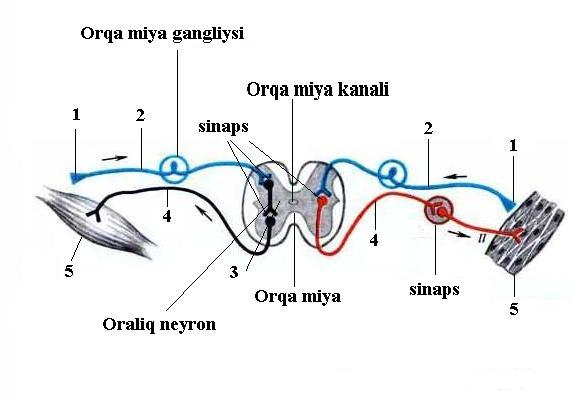 Orqa miya gangliysi
Orqa miya kanali
1
2
sinaps
2
1
4
4
II
5
3
Orqa miya
sinaps
5
Oraliq neyron